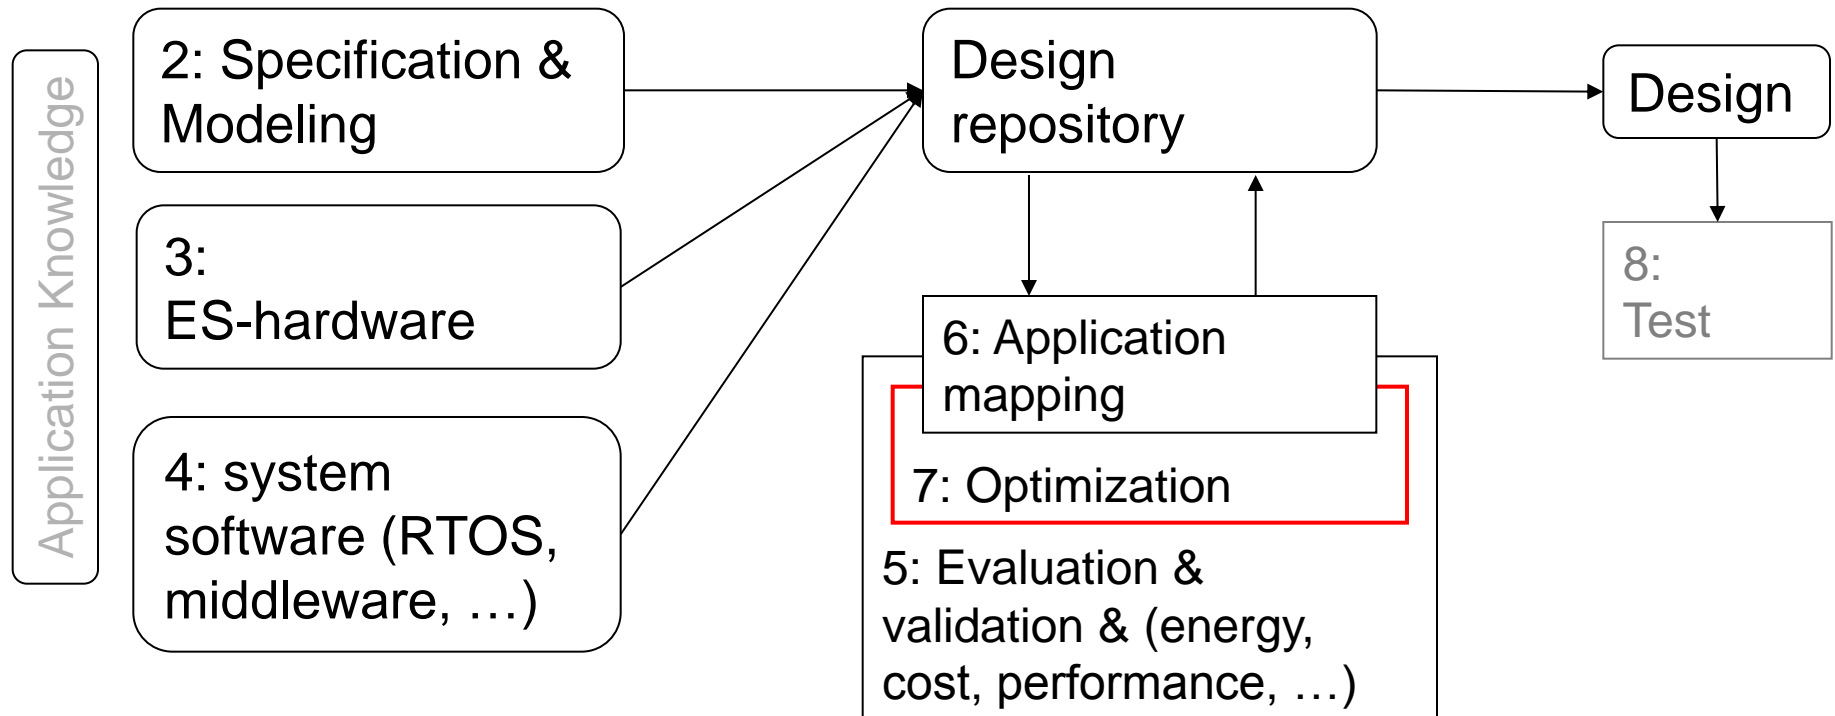 Application Knowledge
2: Specification &
Modeling
3:
ES-hardware
4: system
software (RTOS,
middleware, …)
Design
repository
6: Application
mapping
7: Optimization
5: Evaluation &
validation & (energy,
cost, performance, …)
Design
8:
Test